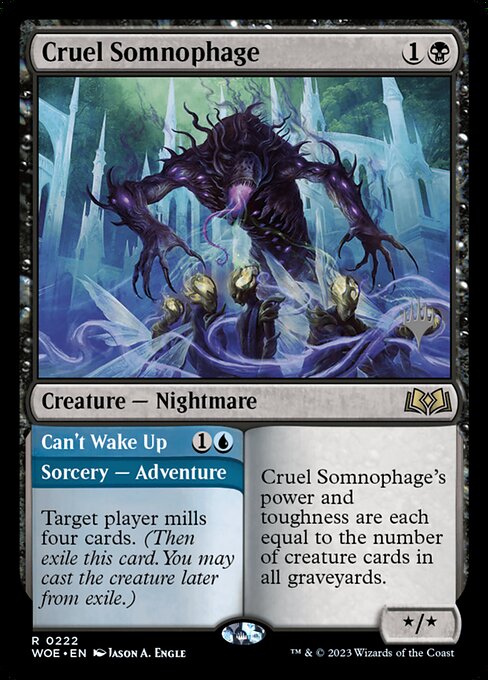 Cruel Somnophage 1
Creature — Nightmare
Can't Wake Up 1
Sorcery — Adventure
Target player mills
four cards. (Then
exile this card. You may
cast the creature later
from exile.)
Cruel Somnophage's
power and
toughness are each
equal to the number
of creature cards in
all graveyards.
*/*
R 0222
WOE • EN Jason A. Engle
™ & © 2023 Wizards of the Coast